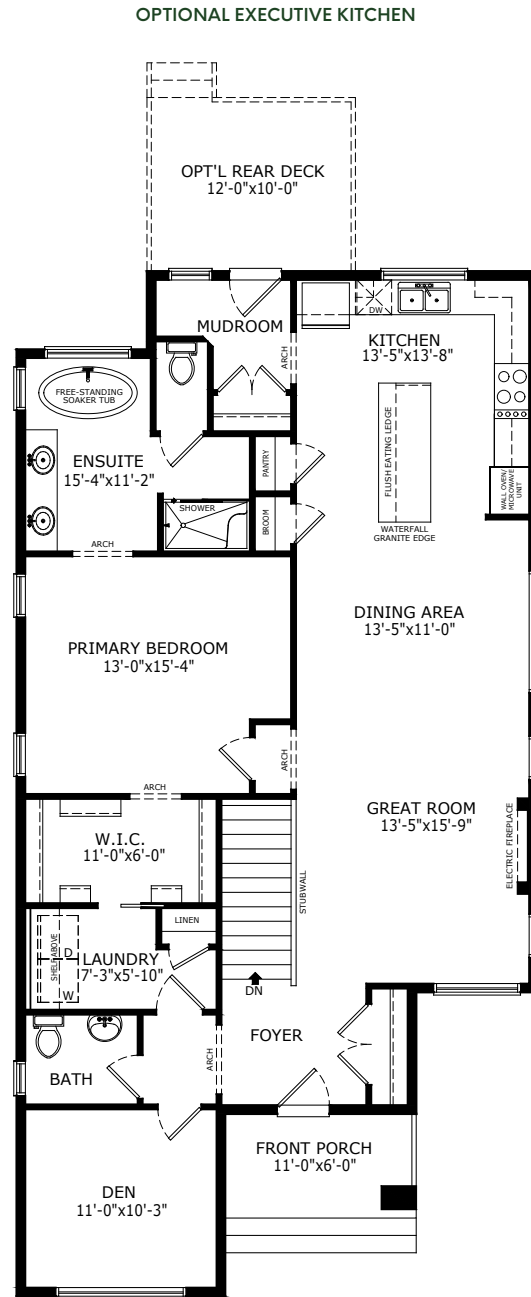 OPTIONAL EXECUTIVE KITCHEN
OPT'L REAR DECK
12'-0"x10'-0"
MUDROOM
ARCH
DW
KITCHEN
13'-5"x13'-8"
FLUSH EATING LEDGE
WALL OVEN/
MICROWAVE
UNIT
WATERFALL
GRANITE EDGE
FREE-STANDING
SOAKER TUB
ENSUITE
15'-4"x11'-2"
PANTRY
SHOWER
BROOM
ARCH
DINING AREA
13'-5"x11'-0"
PRIMARY BEDROOM
13'-0"x15'-4"
ARCH
ARCH
GREAT ROOM
13'-5"x15'-9"
ELECTRIC FIREPLACE
W.I.C.
11'-0"x6'-0"
STUBWALL
LINEN
SHELF ABOVE
D
W
LAUNDRY
7'-3"x5'-10"
DN
FOYER
ARCH
BATH
FRONT PORCH
11'-0"x6'-0"
DEN
11'-0"x10'-3"